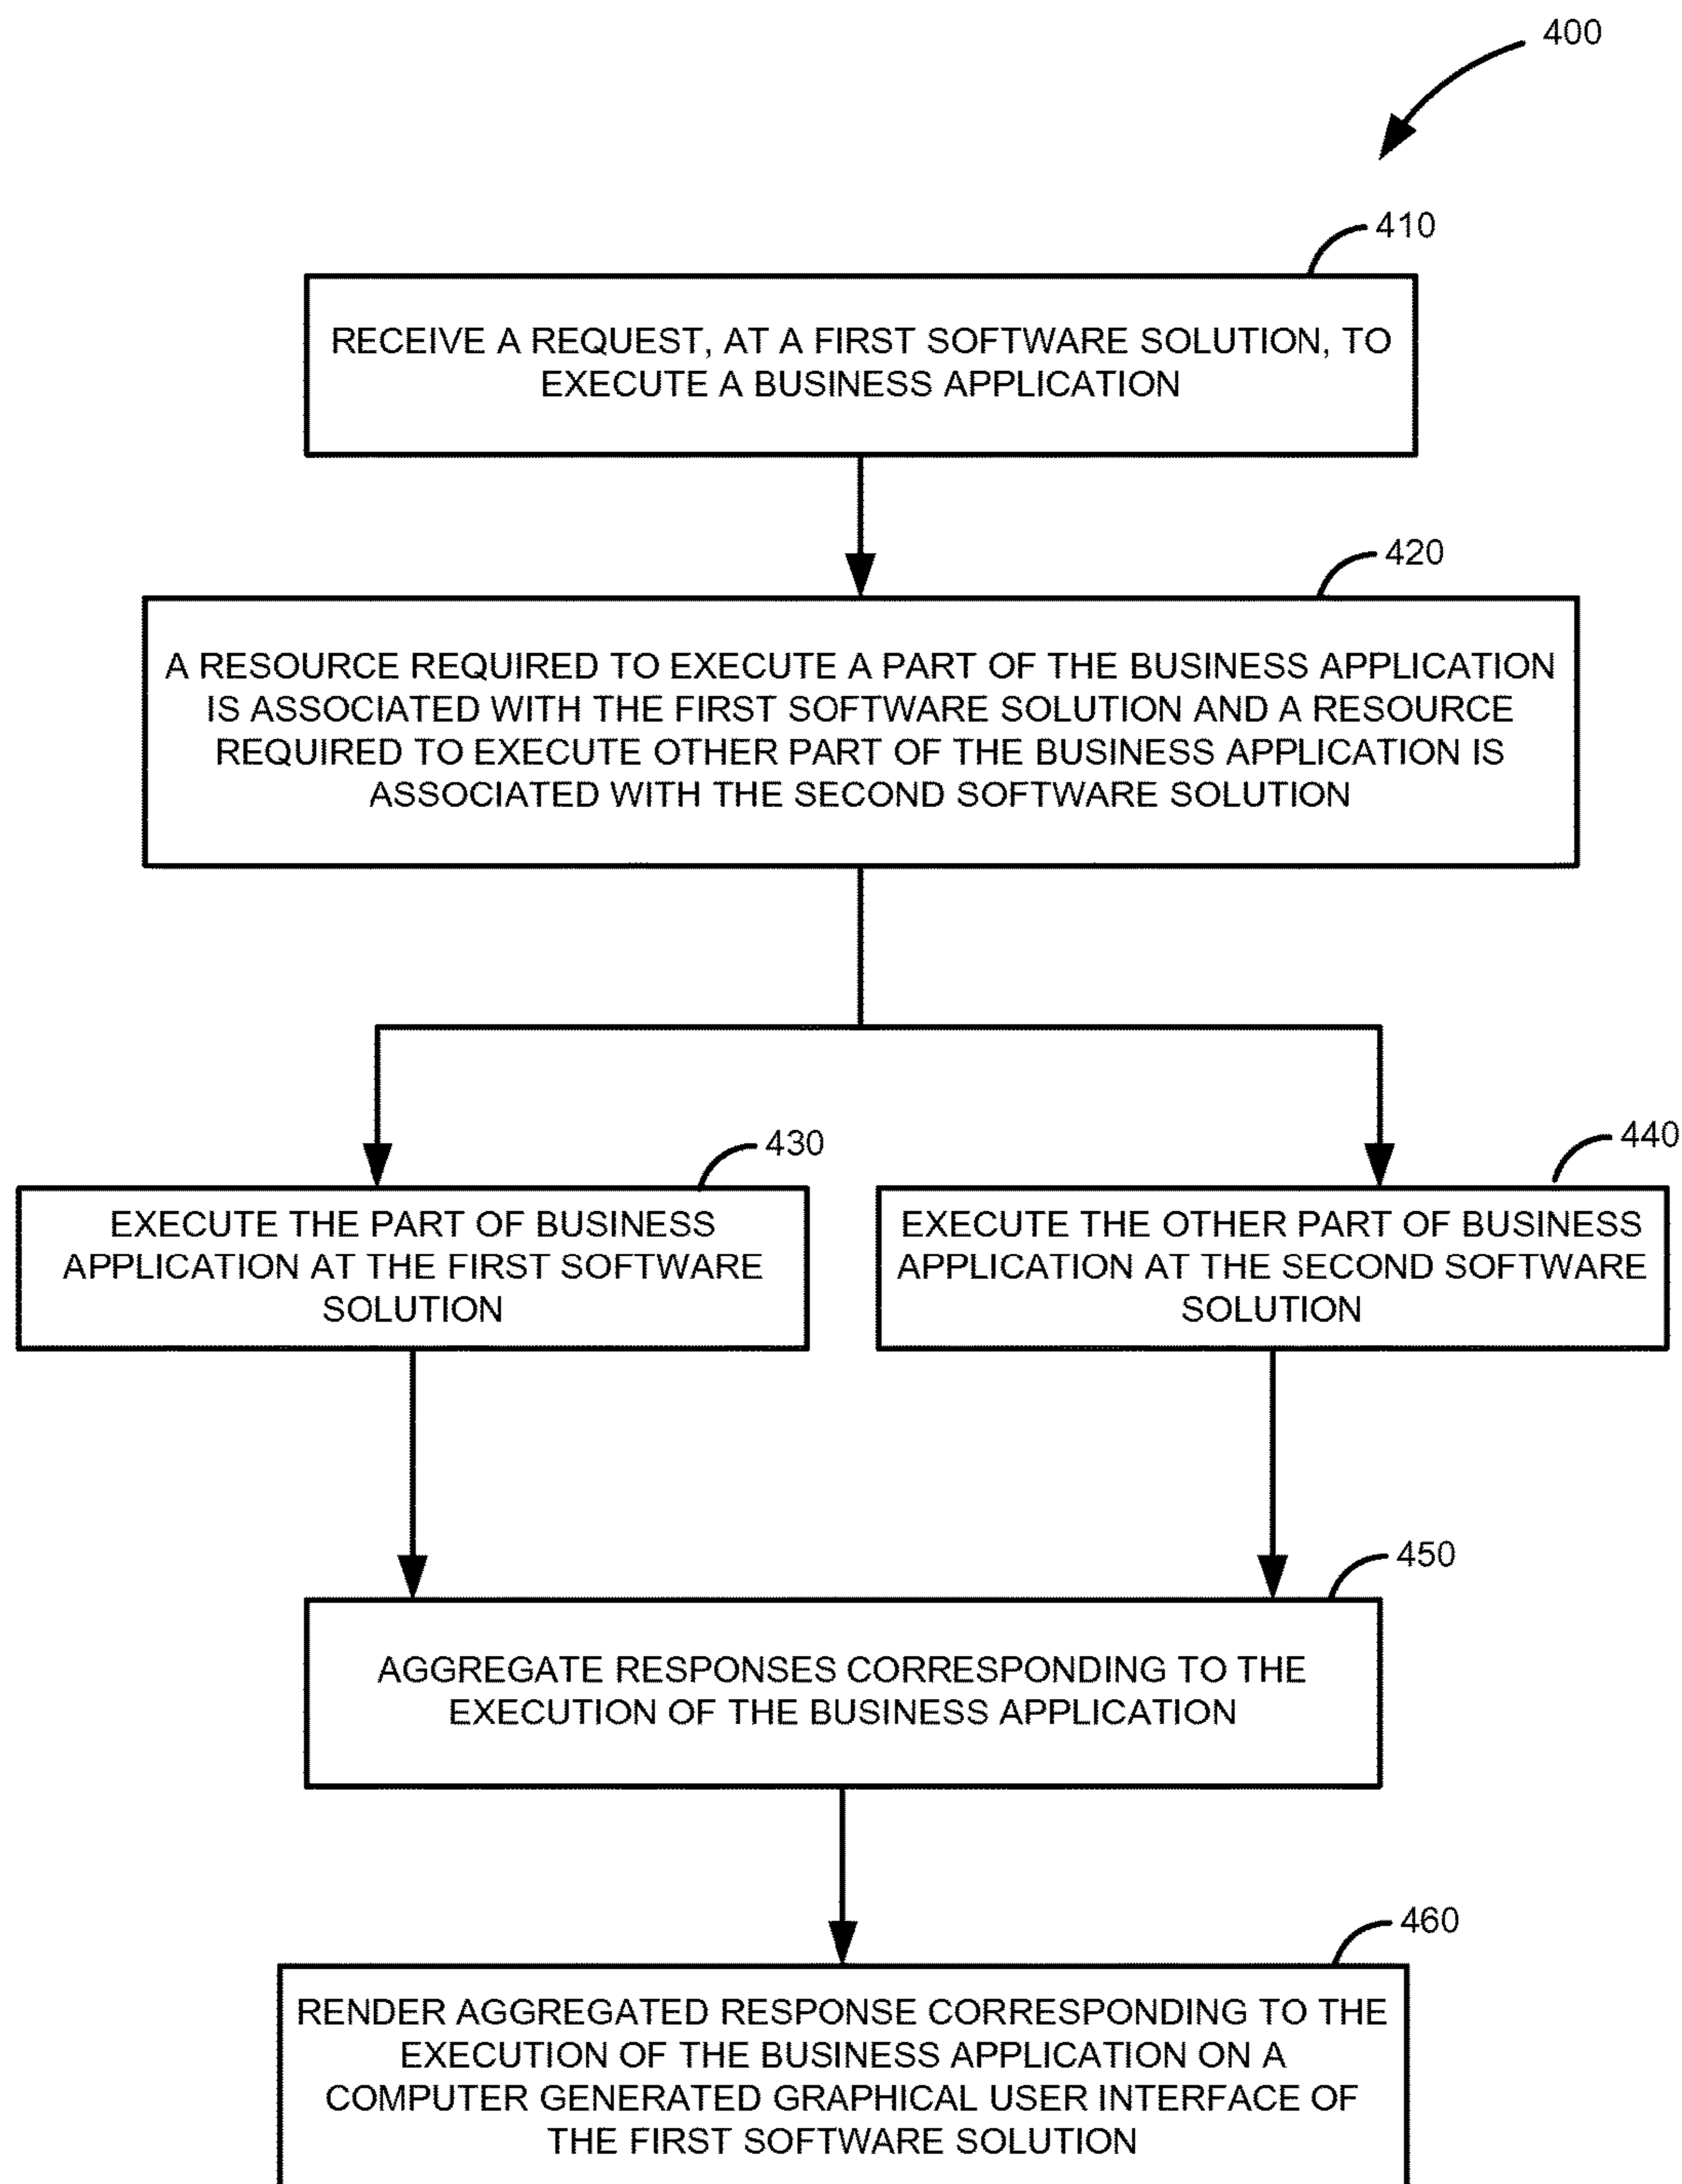 400
410
RECEIVE A REQUEST, AT A FIRST SOFTWARE SOLUTION, TO
EXECUTE A BUSINESS APPLICATION
420
A RESOURCE REQUIRED TO EXECUTE A PART OF THE BUSINESS APPLICATION
IS ASSOCIATED WITH THE FIRST SOFTWARE SOLUTION AND A RESOURCE
REQUIRED TO EXECUTE OTHER PART OF THE BUSINESS APPLICATION IS
ASSOCIATED WITH THE SECOND SOFTWARE SOLUTION
430
EXECUTE THE PART OF BUSINESS
APPLICATION AT THE FIRST SOFTWARE
SOLUTION
440
EXECUTE THE OTHER PART OF BUSINESS
APPLICATION AT THE SECOND SOFTWARE
SOLUTION
450
AGGREGATE RESPONSES CORRESPONDING TO THE
EXECUTION OF THE BUSINESS APPLICATION
460
RENDER AGGREGATED RESPONSE CORRESPONDING TO THE
EXECUTION OF THE BUSINESS APPLICATION ON A
COMPUTER GENERATED GRAPHICAL USER INTERFACE OF
THE FIRST SOFTWARE SOLUTION